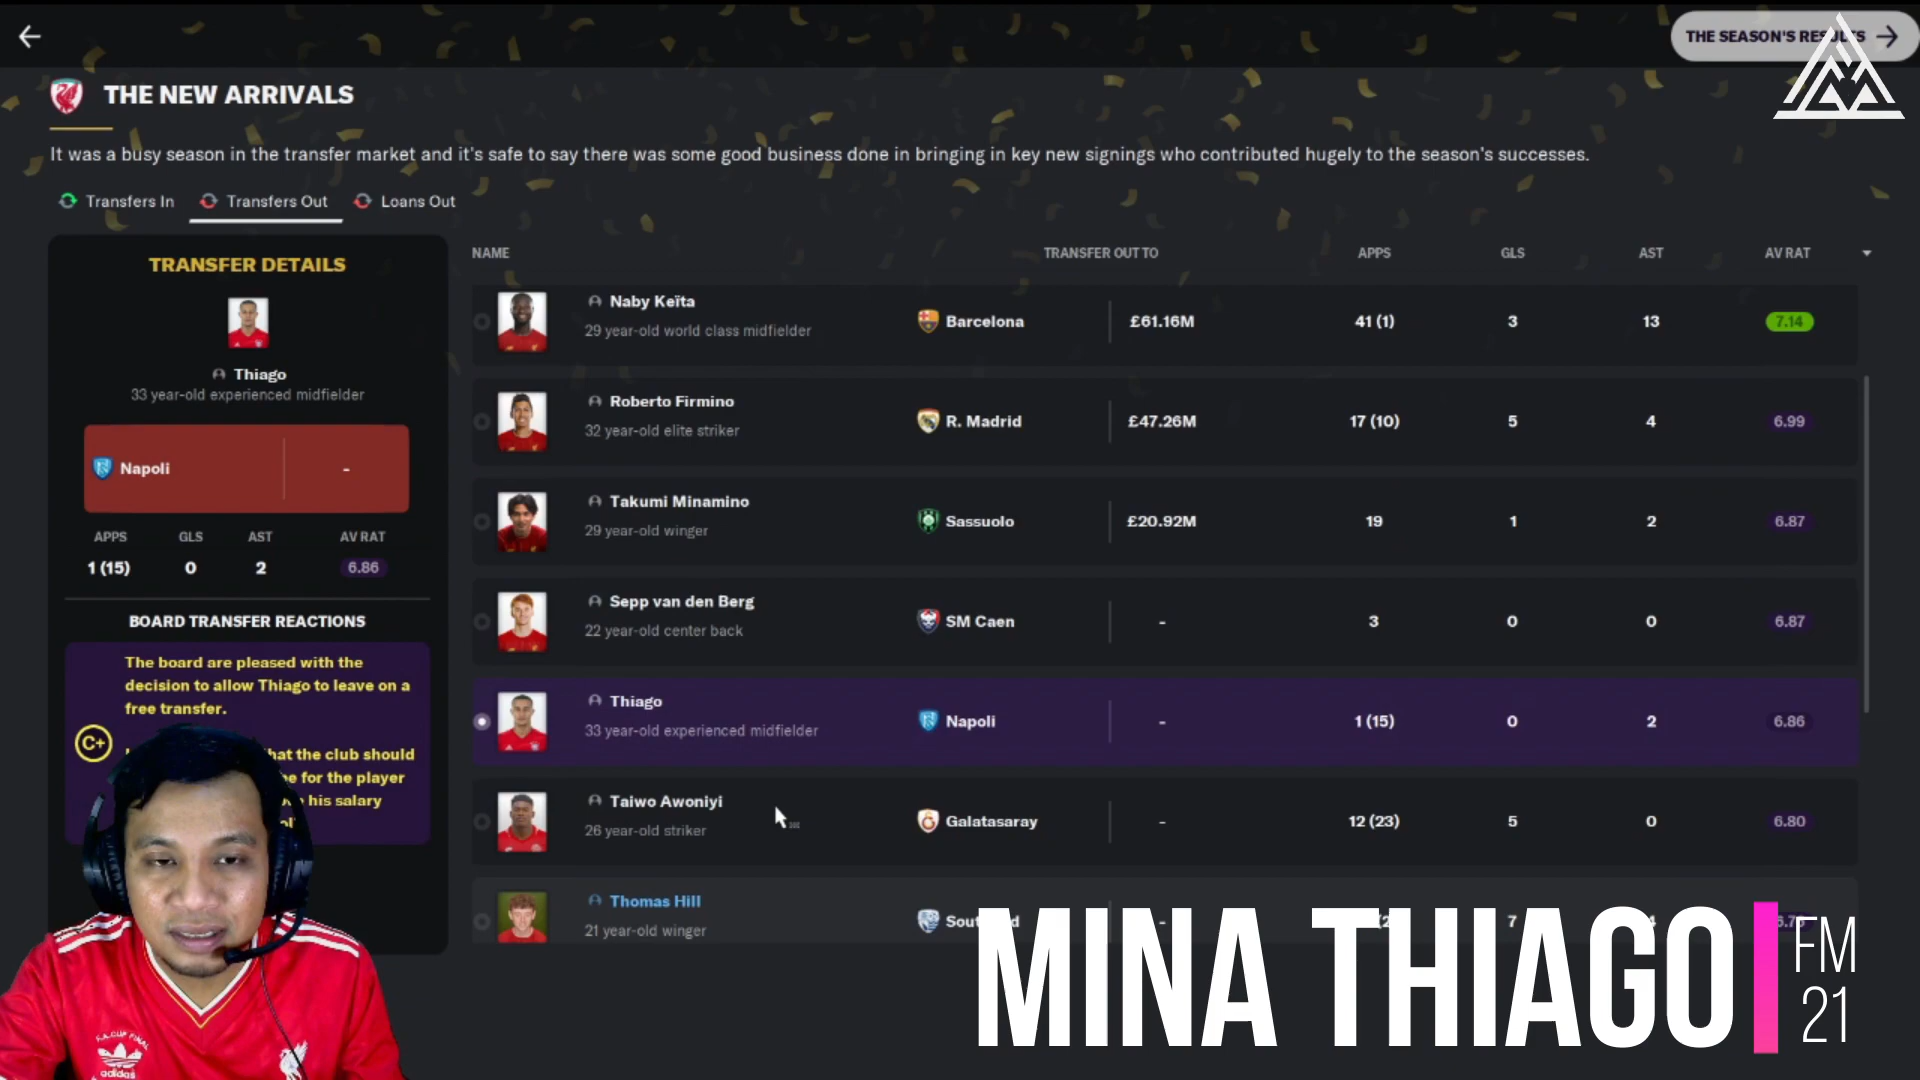 THE SEASON'S RESULTS
THE NEW ARRIVALS
It was a busy season in the transfer market and it's safe to say there was some good business done in bringing in key new signings who contributed hugely to the season's successes.
Transfers In Transfers Out Loans Out
TRANSFER DETAILS
Thiago
33 year-old experienced midfielder
Napoli -
APPS GLS AST AV RAT
1 (15) 0 2 6.86
BOARD TRANSFER REACTIONS
The board are pleased with the
decision to allow Thiago to leave on a
free transfer.
C+
that the club should
for the player
his salary
NAME TRANSFER OUT TO APPS GLS AST AV RAT
Naby Keïta
29 year-old world class midfielder
Barcelona £61.16M 41 (1) 3 13 7.14
Roberto Firmino
32 year-old elite striker
R. Madrid £47.26M 17 (10) 5 4 6.99
Takumi Minamino
29 year-old winger
Sassuolo £20.92M 19 1 2 6.87
Sepp van den Berg
22 year-old center back
SM Caen - 3 0 0 6.87
Thiago
33 year-old experienced midfielder
Napoli - 1 (15) 0 2 6.86
Taiwo Awoniyi
26 year-old striker
Galatasaray - 12 (23) 5 0 6.80
Thomas Hill
21 year-old winger
- 7
MINA THIAGO
FM
21
F.A. CUP FINAL
adidas